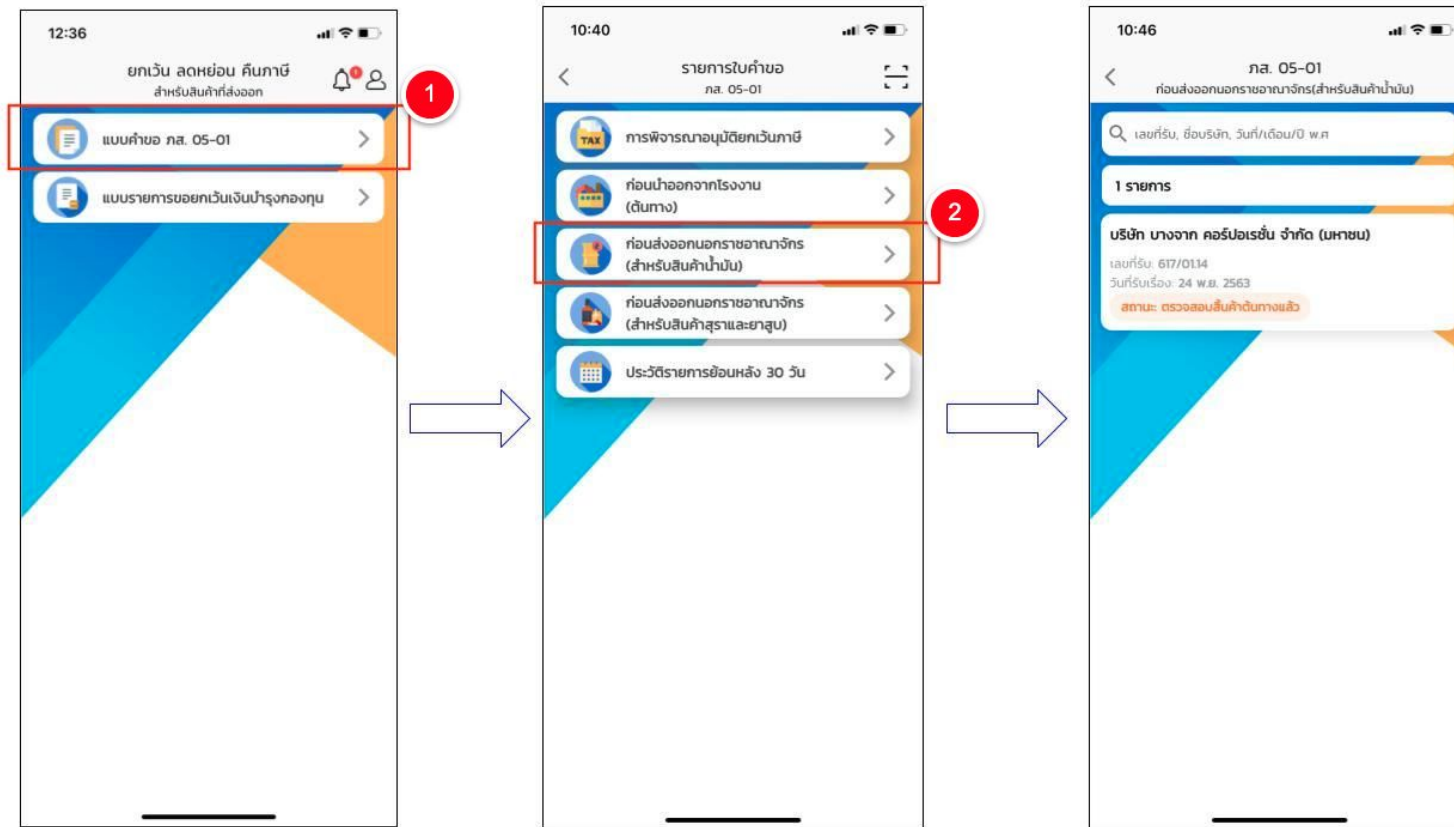 12:36
ยกเว้น ลดหย่อน คืนภาษี
สำหรับสินค้าที่ส่งออก
1
แบบคำขอ ภส. 05-01
แบบรายการขอยกเว้นเงินบำรุงกองทุน
10:40
รายการใบคำขอ
ภส. 05-01
TAX
การพิจารณาอนุมัติยกเว้นภาษี
ก่อนนำออกจากโรงงาน
(ต้นทาง)
2
ก่อนส่งออกนอกราชอาณาจักร
(สำหรับสินค้าน้ำมัน)
ก่อนส่งออกนอกราชอาณาจักร
(สำหรับสินค้าสุราและยาสูบ)
ประวัติรายการย้อนหลัง 30 วัน
10:46
ภส. 05-01
ก่อนส่งออกนอกราชอาณาจักร(สำหรับสินค้าน้ำมัน)
เลขที่รับ, ชื่อบริษัท, วันที่/เดือน/ปี พ.ศ
1 รายการ
บริษัท บางจาก คอร์ปอเรชั่น จำกัด (มหาชน)
เลขที่รับ: 617/01.14
วันที่รับเรื่อง: 24 พ.ย. 2563
สถานะ: ตรวจสอบสิ้นค้าต้นทางแล้ว